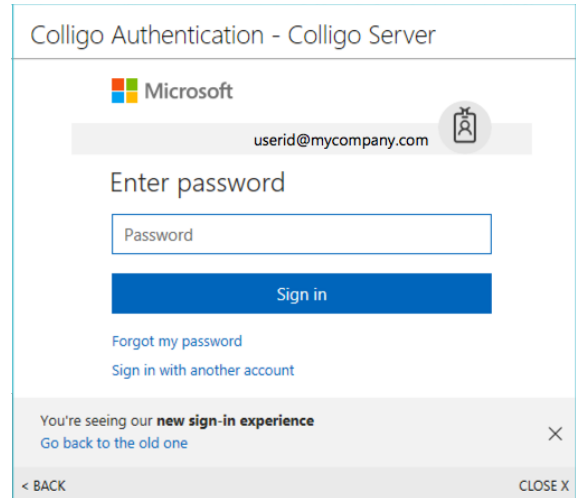 Colligo Authentication - Colligo Server
Microsoft
userid@mycompany.com
Enter password
Password
Sign in
Forgot my password
Sign in with another account
You're seeing our new sign-in experience
Go back to the old one
< BACK
CLOSE X